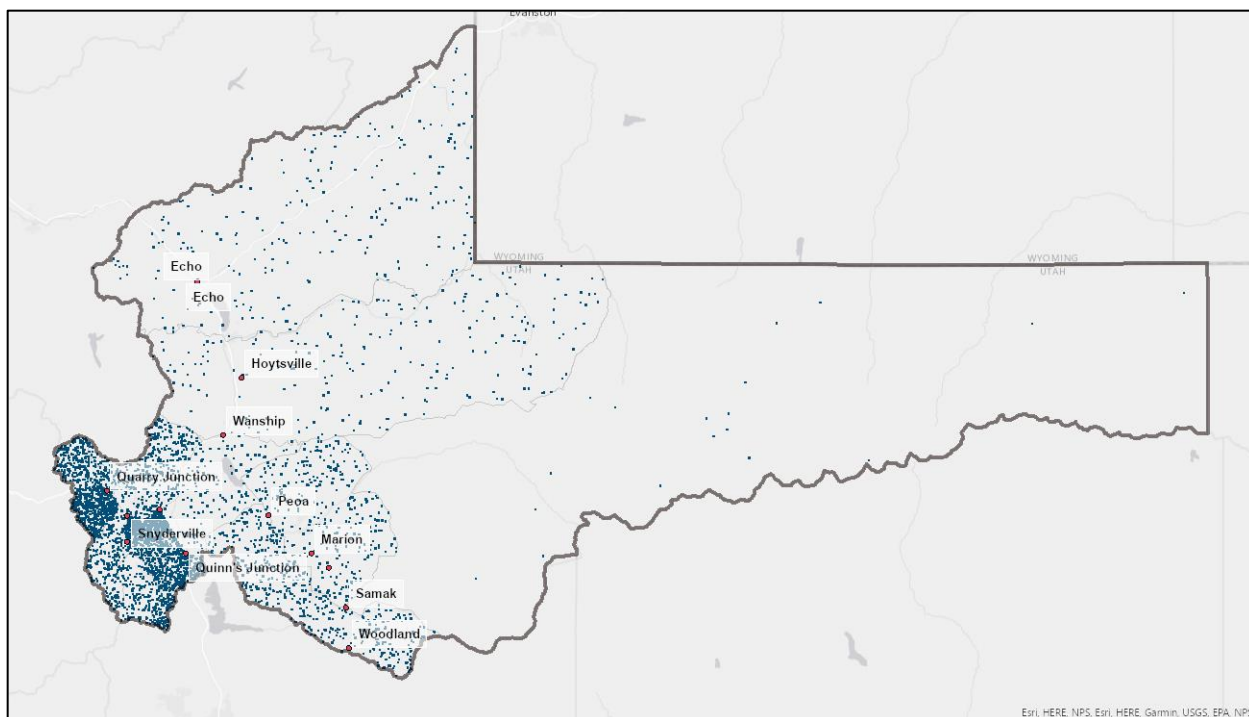 Evanston
WYOMING
UTAH
WYOMING
UTAH
Echo
Echo
Hoytsville
Wanship
Quarry Junction
Peoa
Snyderville
Marion
Quinn's Junction
Samak
Woodland
Esri, HERE, NPS, Esri, HERE, Garmin, USGS, EPA, NPS